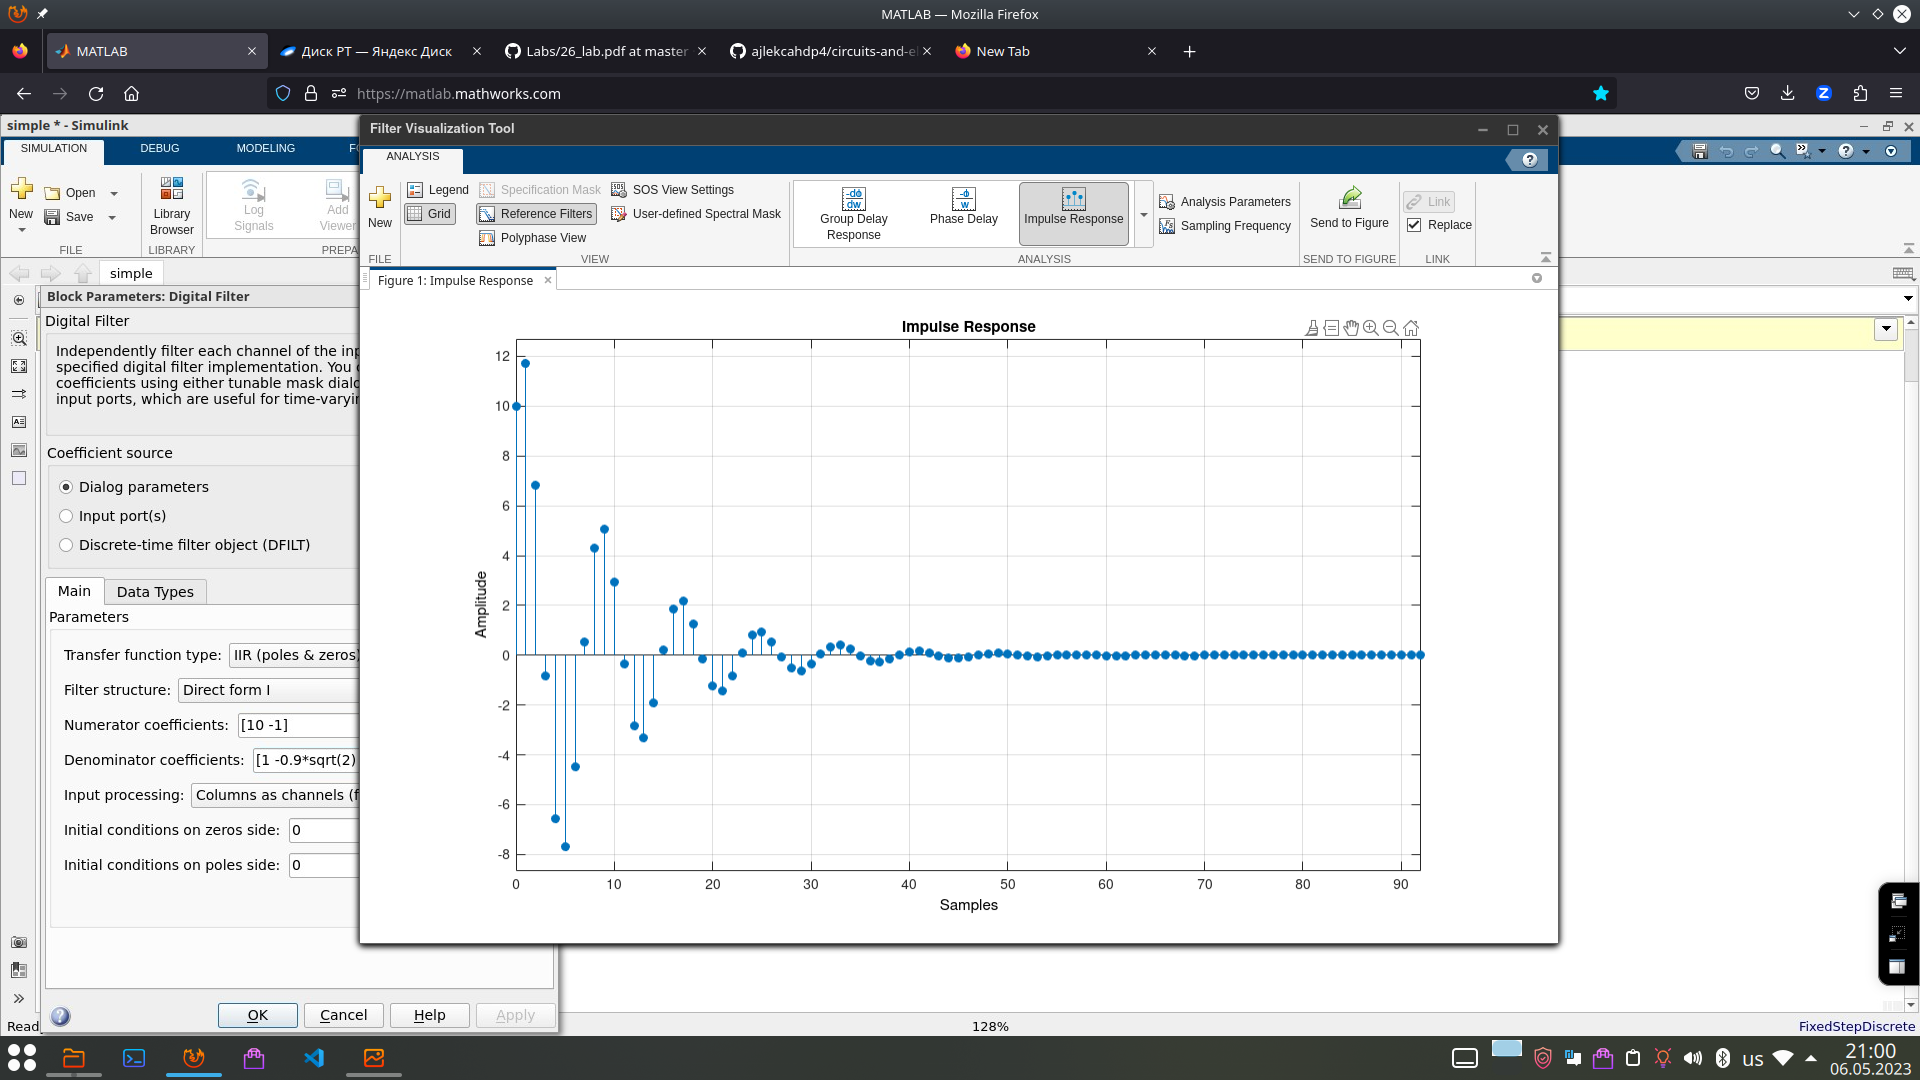 MATLAB — Mozilla Firefox
MATLAB
Диск РТ — Яндекс Диск
Labs/26_lab.pdf at master
ajlekcahdp4/circuits-and-el
New Tab
https://matlab.mathworks.com
simple * - Simulink
SIMULATION
DEBUG
MODELING
New
Open
Save
FILE
Library
Browser
LIBRARY
Log
Signals
Add
Viewer
PREPA
simple
Block Parameters: Digital Filter
Digital Filter
Independently filter each channel of the inp
specified digital filter implementation. You c
coefficients using either tunable mask dialo
input ports, which are useful for time-varyin
Coefficient source
Dialog parameters
Input port(s)
Discrete-time filter object (DFILT)
Main
Data Types
Parameters
Transfer function type: IIR (poles & zeros)
Filter structure: Direct form I
Numerator coefficients: [10 -1]
Denominator coefficients: [1 -0.9*sqrt(2)
Input processing: Columns as channels (f
Initial conditions on zeros side: 0
Initial conditions on poles side: 0
OK
Cancel
Help
Apply
Filter Visualization Tool
ANALYSIS
New
FILE
Legend
Grid
Specification Mask
Reference Filters
Polyphase View
SOS View Settings
User-defined Spectral Mask
VIEW
Group Delay
Response
Phase Delay
Impulse Response
Analysis Parameters
Sampling Frequency
ANALYSIS
Send to Figure
SEND TO FIGURE
Link
Replace
LINK
Figure 1: Impulse Response
Impulse Response
12
10
8
6
4
2
0
-2
-4
-6
-8
Amplitude
0 10 20 30 40 50 60 70 80 90
Samples
128%
FixedStepDiscrete
us
21:00
06.05.2023